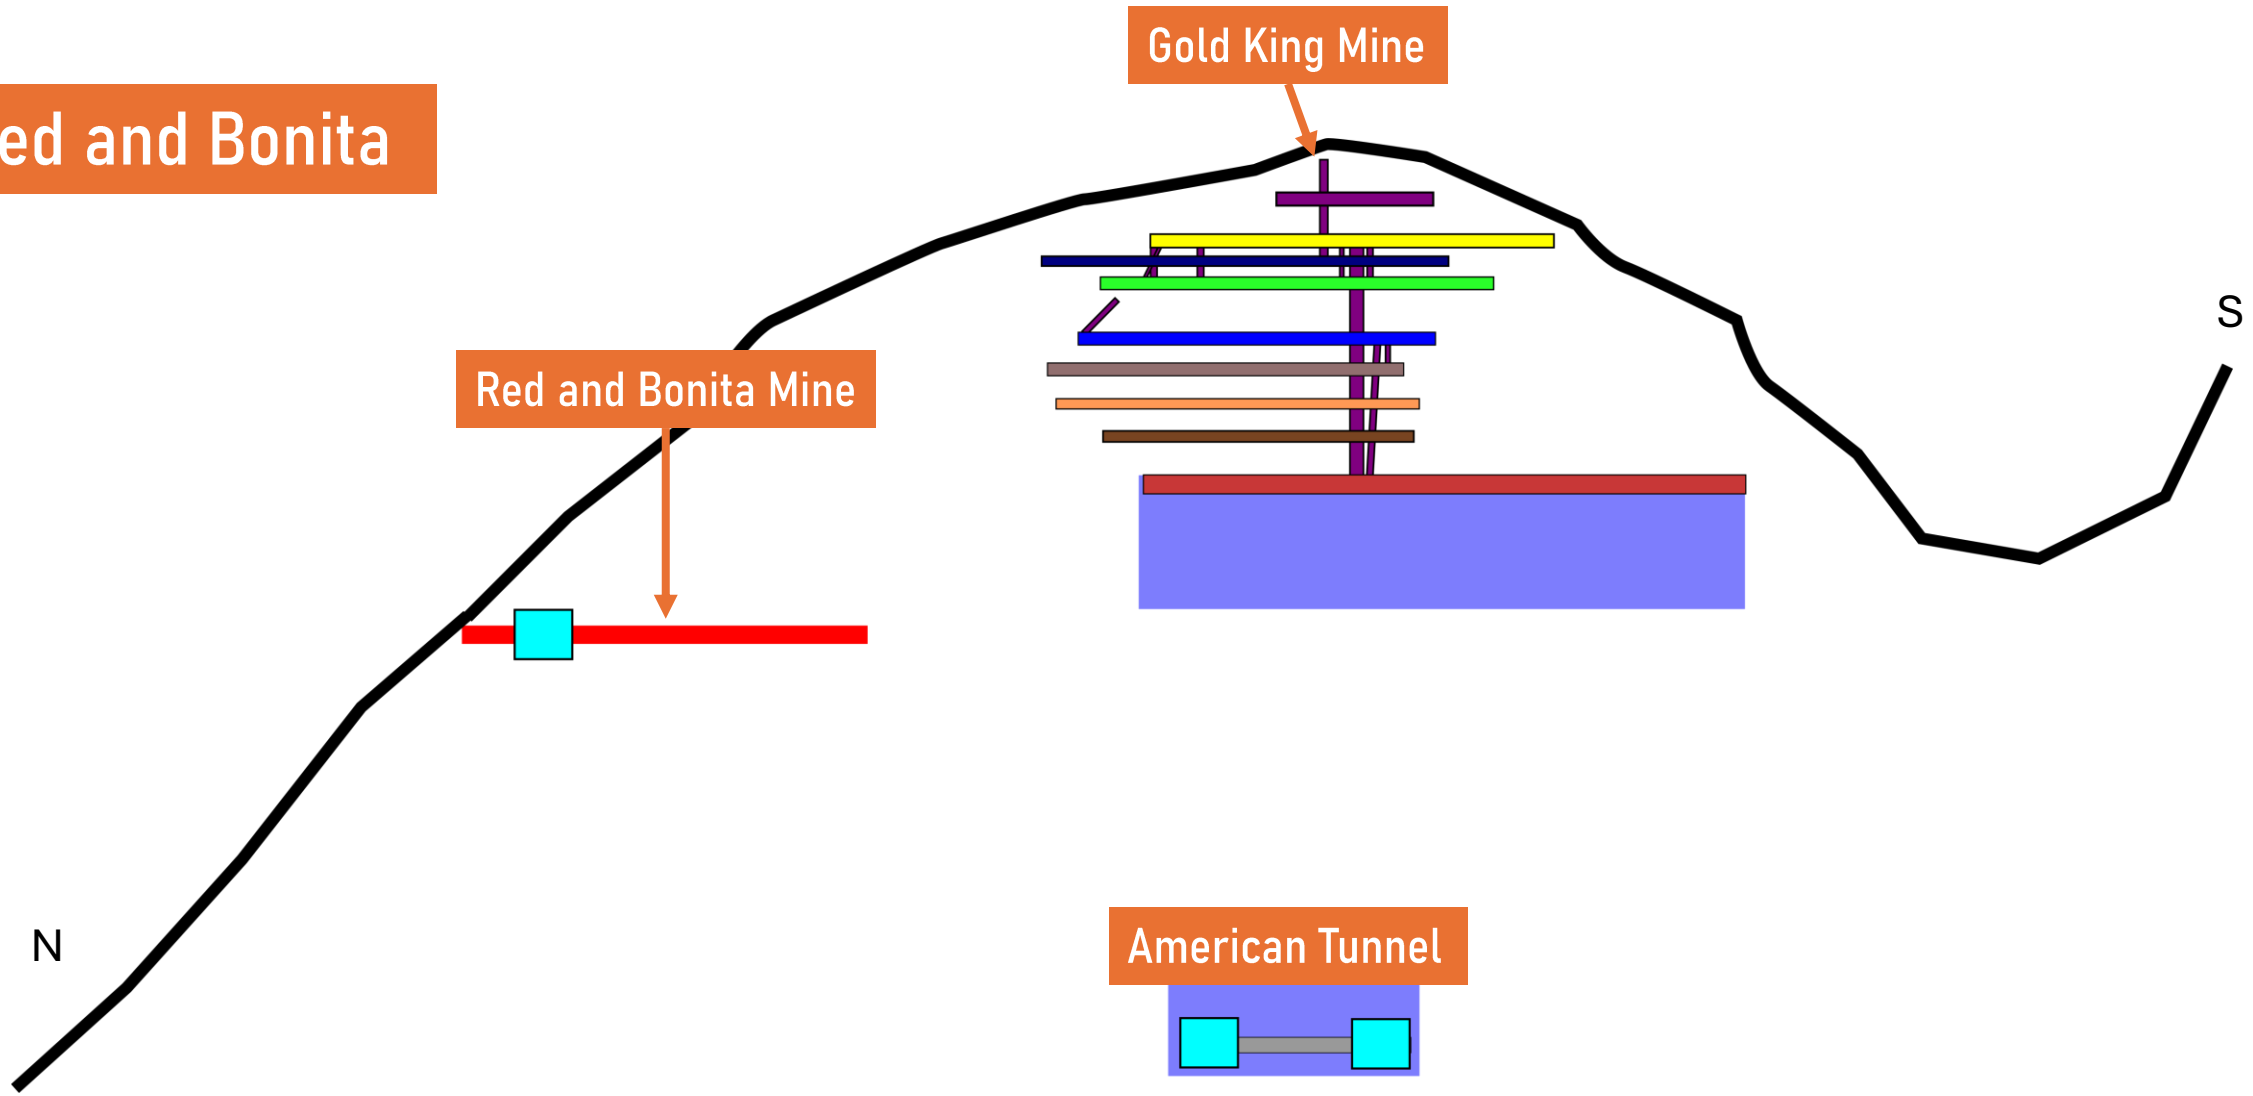 Gold King Mine
ed and Bonita
S
Red and Bonita Mine
N
American Tunnel